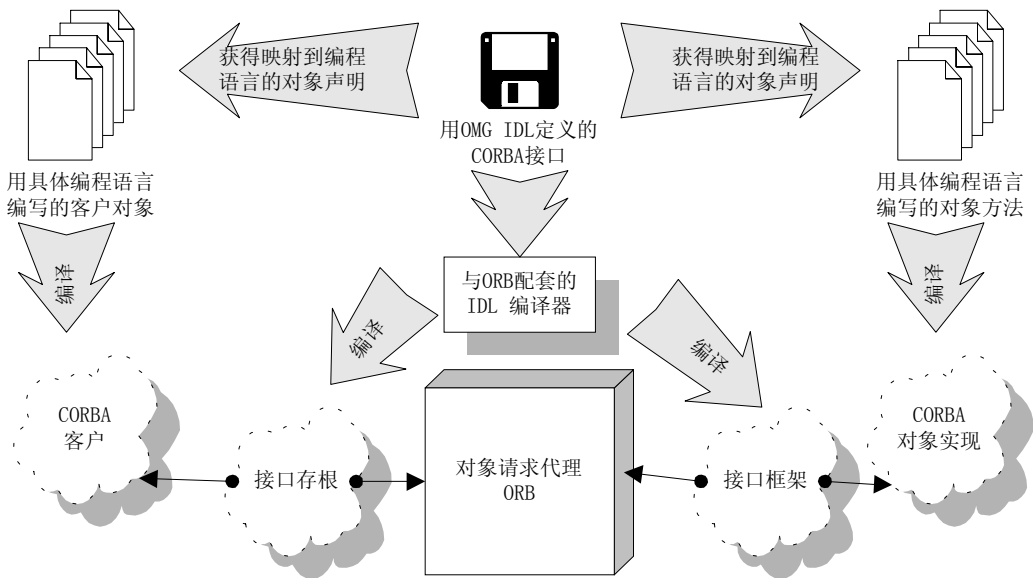 获得映射到编程
语言的对象声明
获得映射到编程
语言的对象声明
用OMG IDL定义的
CORBA接口
用具体编程语言
编写的客户对象
用具体编程语言
编写的对象方法
编译
编译
与ORB配套的
IDL 编译器
编译
编译
CORBA
客户
CORBA
对象实现
接口存根
对象请求代理
ORB
接口框架